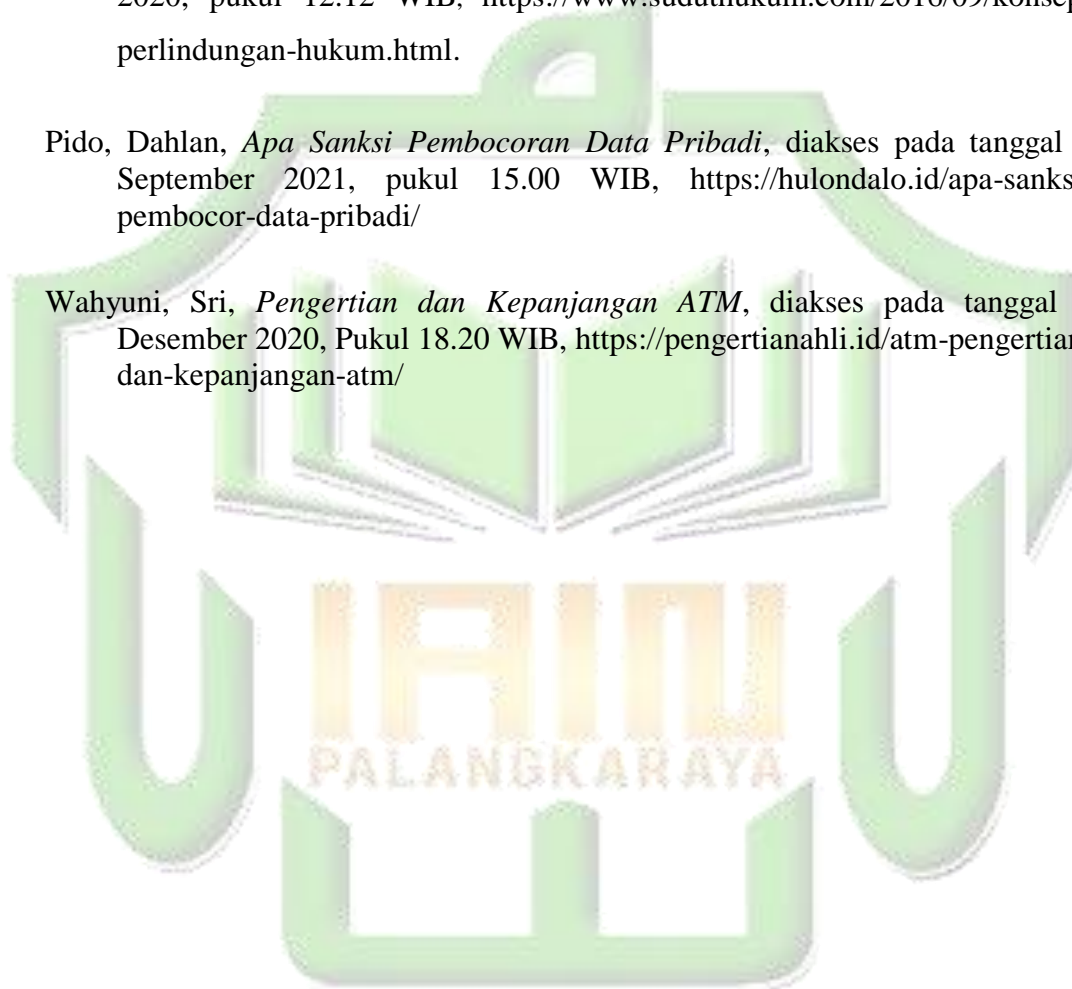 2020, pukul 12.12 WIB, https://www.suduthukum.com/2016/09/konsep
perlindungan-hukum.html.
Pido, Dahlan, Apa Sanksi Pembocoran Data Pribadi, diakses pada tanggal
September 2021, pukul 15.00 WIB, https://hulondalo.id/apa-sanks
pembocor-data-pribadi/
Wahyuni, Sri, Pengertian dan Kepanjangan ATM, diakses pada tanggal
Desember 2020, Pukul 18.20 WIB, https://pengertianahli.id/atm-pengertian
dan-kepanjangan-atm/
IAIN
PALANGKARAYA